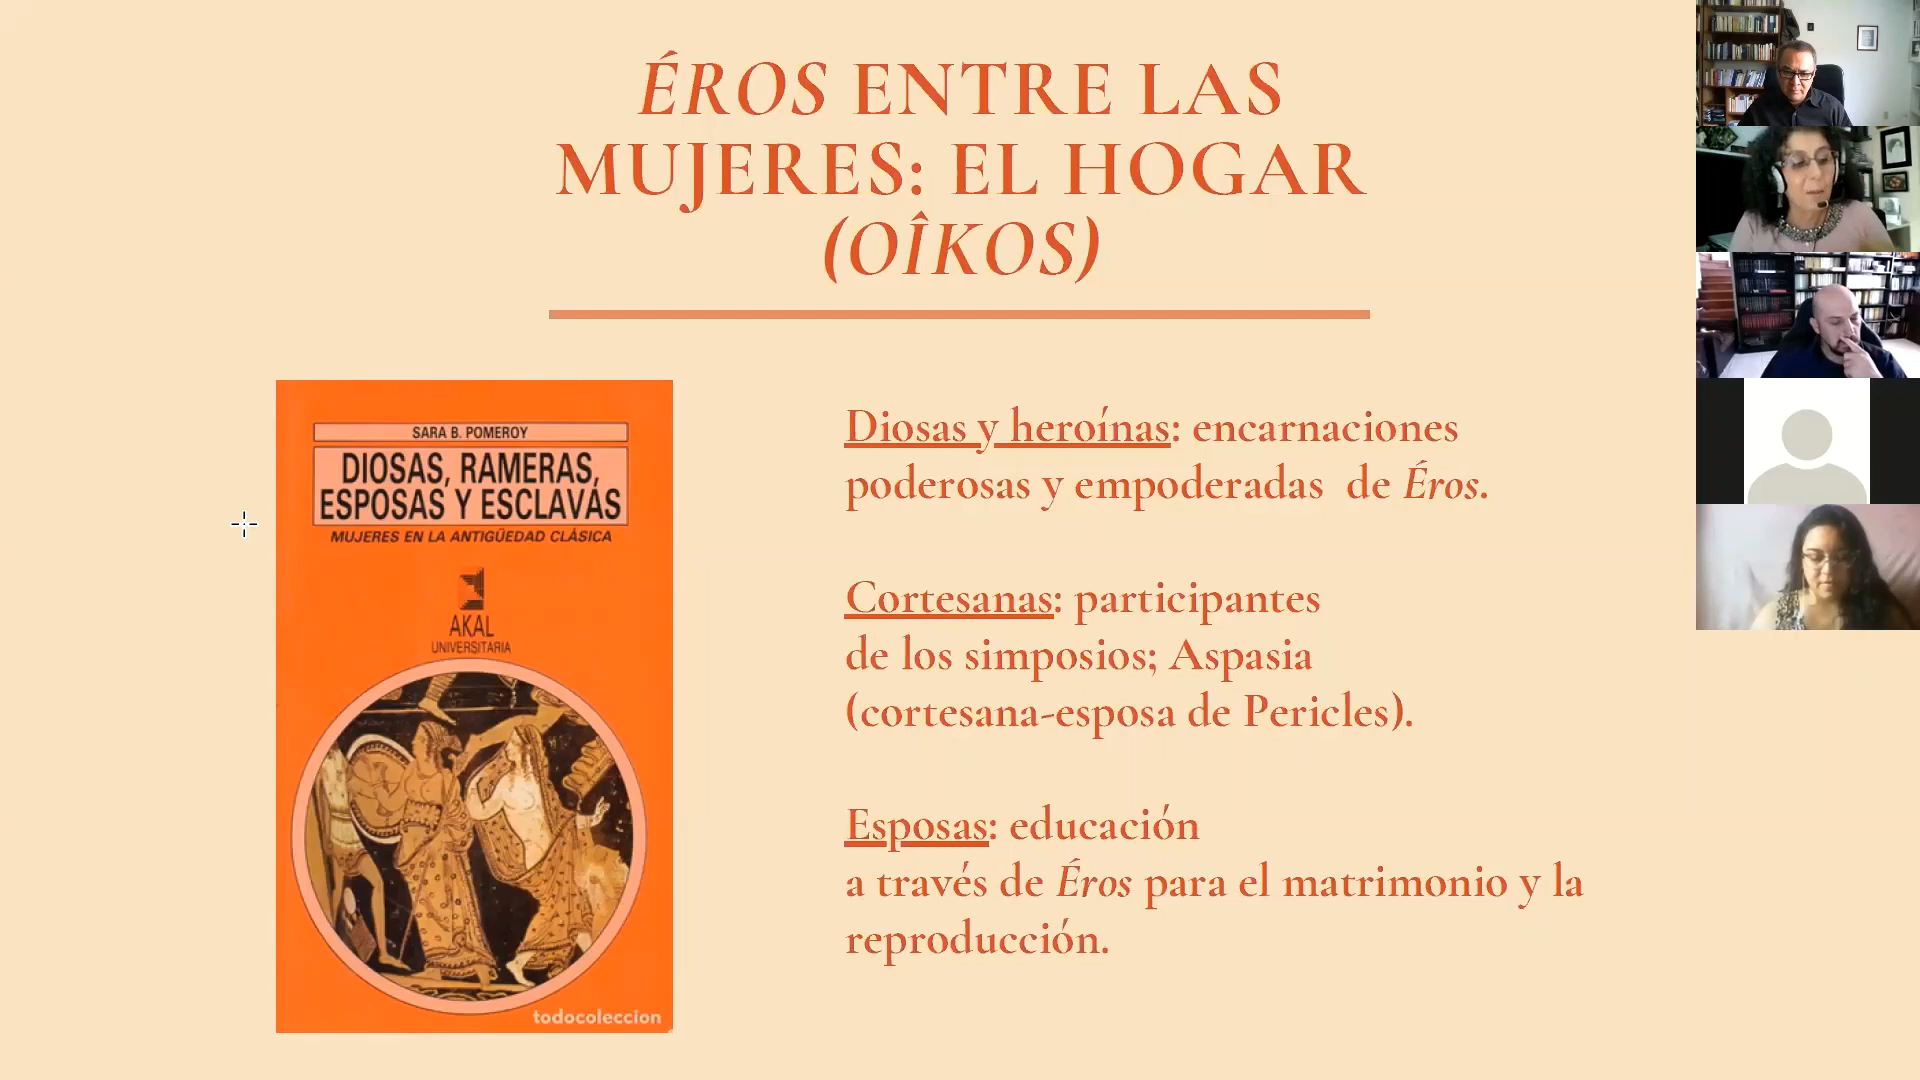 ÉROS ENTRE LAS
MUJERES: EL HOGAR
(OÎKOS)
SARA B. POMEROY
DIOSAS, RAMERAS,
ESPOSAS Y ESCLAVAS
MUJERES EN LA ANTIGÜEDAD CLÁSICA
AKAL
UNIVERSITARIA
todocoleccion
Diosas y heroínas: encarnaciones
poderosas y empoderadas de Éros.
Cortesanas: participantes
de los simposios; Aspasia
(cortesana-esposa de Pericles).
Esposas: educación
a través de Éros para el matrimonio y la
reproducción.